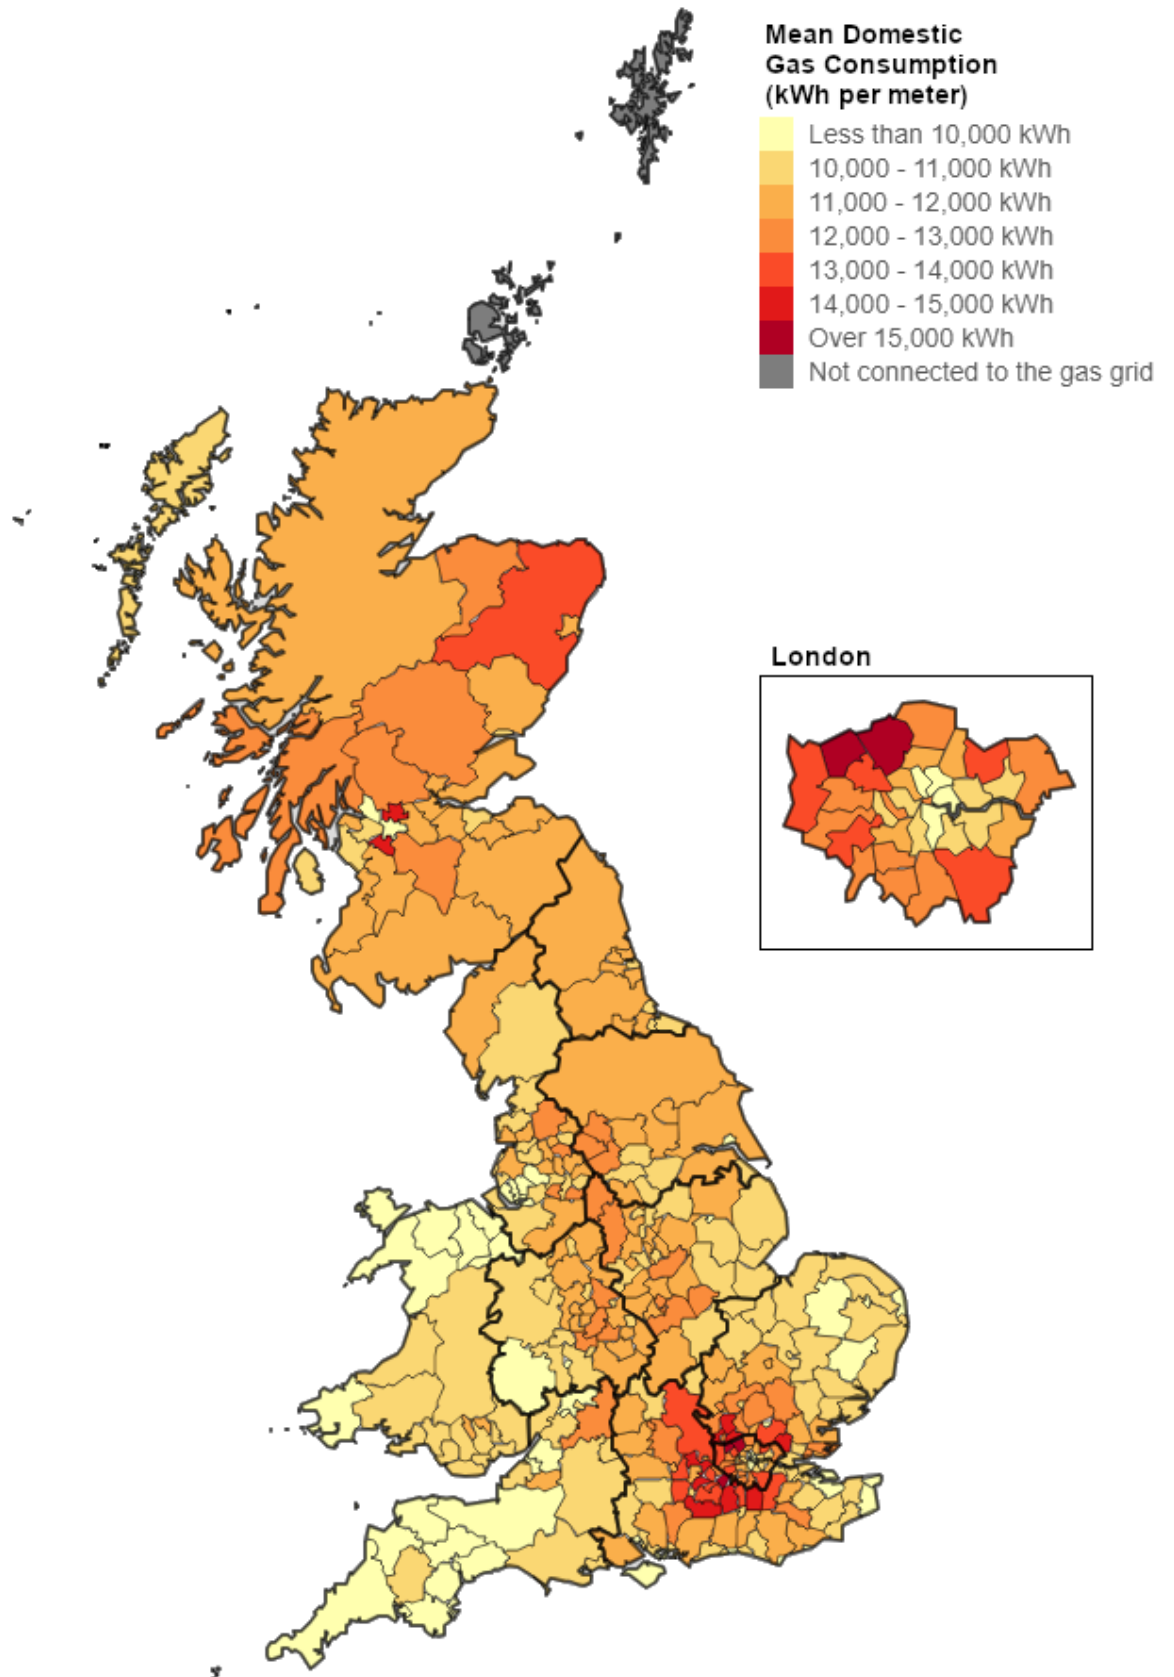 Mean Domestic
Gas Consumption
(kWh per meter)
Less than 10,000 kWh
10,000 - 11,000 kWh
11,000 - 12,000 kWh
12,000 - 13,000 kWh
13,000 - 14,000 kWh
14,000 - 15,000 kWh
Over 15,000 kWh
Not connected to the gas grid
London